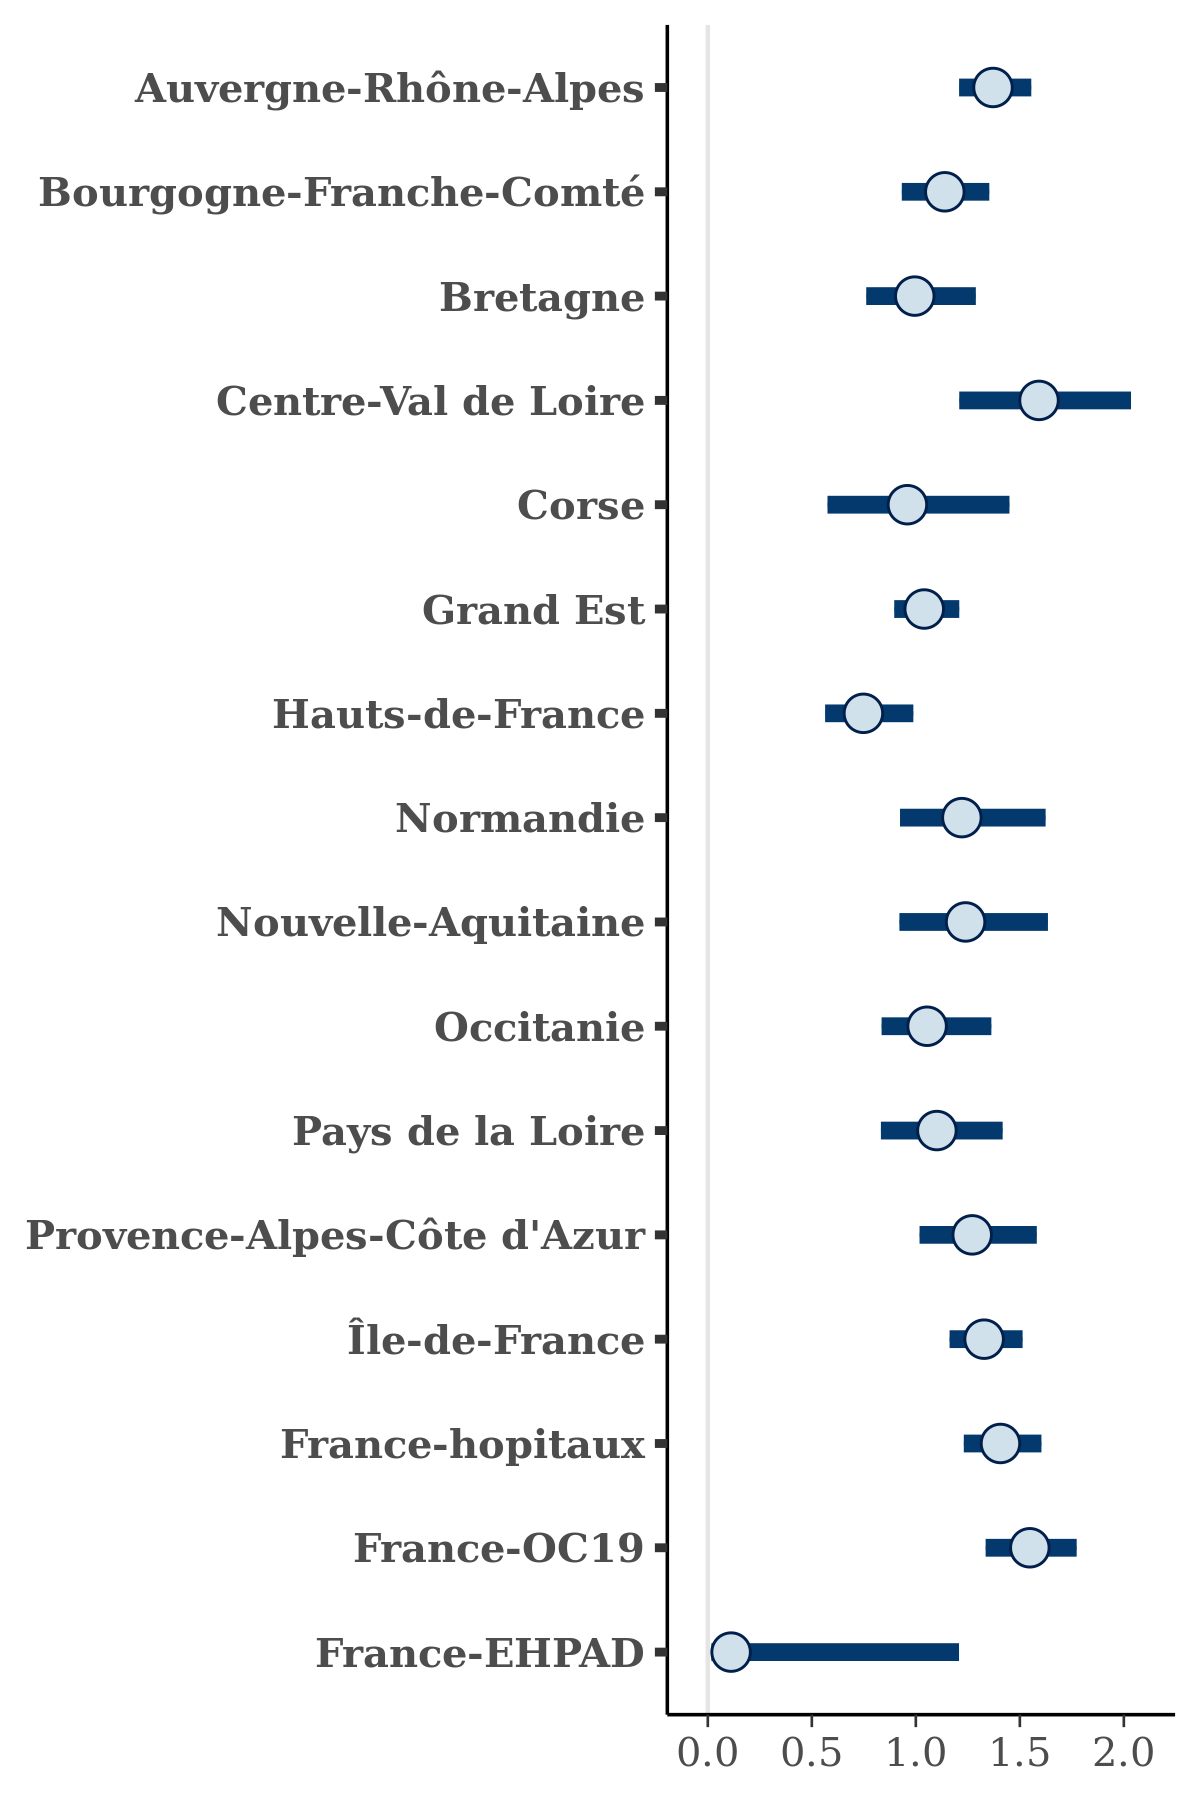 Auvergne-Rhône-Alpes
Bourgogne-Franche-Comté
Bretagne
Centre-Val de Loire
Corse
Grand Est
Hauts-de-France
Normandie
Nouvelle-Aquitaine
Occitanie
Pays de la Loire
Provence-Alpes-Côte d'Azur
Île-de-France
France-hopitaux
France-OC19
France-EHPAD
0.0 0.5 1.0 1.5 2.0